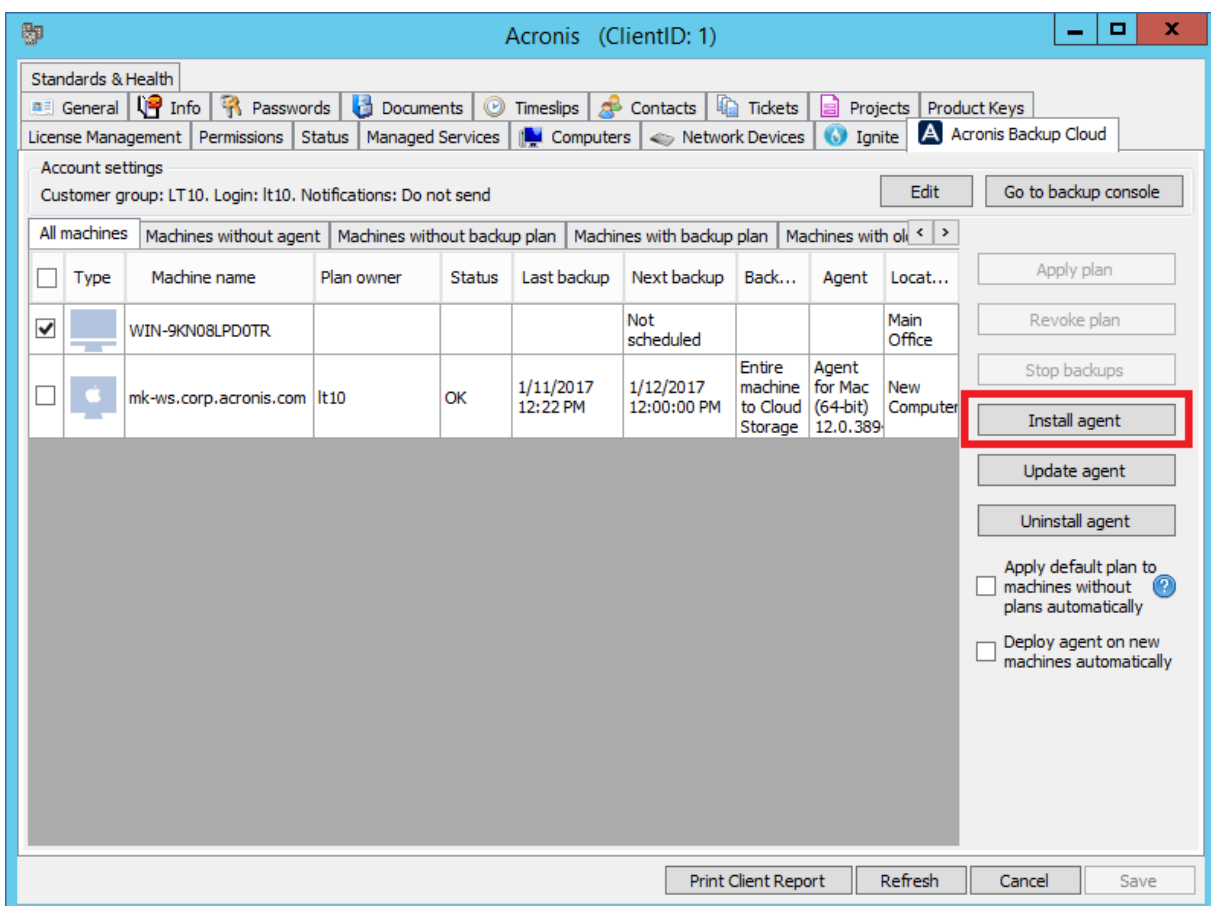 Acronis (ClientID: 1)
Standards & Health
General Info Passwords Documents Timeslips Contacts Tickets Projects Product Keys
License Management Permissions Status Managed Services Computers Network Devices Ignite Acronis Backup Cloud
Account settings
Customer group: LT10. Login: lt10. Notifications: Do not send
Edit
Go to backup console
All machines Machines without agent Machines without backup plan Machines with backup plan Machines with
Type Machine name Plan owner Status Last backup Next backup Back... Agent Locat...
WIN-9KN08LPD0TR
Not
scheduled
Main
Office
mk-ws.corp.acronis.com
lt10
OK
1/11/2017
12:22 PM
1/12/2017
12:00:00 PM
Entire
machine
to Cloud
Storage
Agent
for Mac
(64-bit)
12.0.389
New
Computer
Apply plan
Revoke plan
Stop backups
Install agent
Update agent
Uninstall agent
Apply default plan to
machines without
plans automatically
?
Deploy agent on new
machines automatically
Print Client Report
Refresh
Cancel
Save